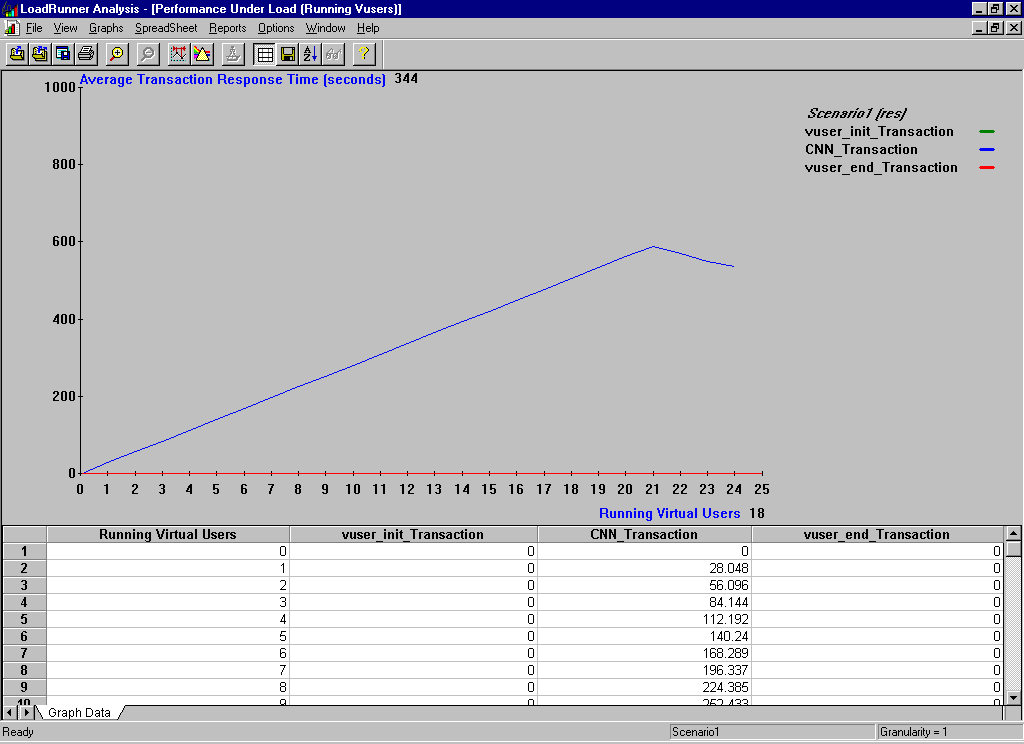 LoadRunner Analysis - [Performance Under Load (Running Vusers)]
File View Graphs SpreadSheet Reports Options Window Help
Average Transaction Response Time (seconds) 344
1000
800
600
400
200
0
0 1 2 3 4 5 6 7 8 9 10 11 12 13 14 15 16 17 18 19 20 21 22 23 24 25
Running Virtual Users 18
Scenario1 (res)
vuser_init_Transaction
CNN_Transaction
vuser_end_Transaction
Running Virtual Users vuser_init_Transaction CNN_Transaction vuser_end_Transaction
1 0 0 0 0
2 1 0 28.048 0
3 2 0 56.096 0
4 3 0 84.144 0
5 4 0 112.192 0
6 5 0 140.24 0
7 6 0 168.289 0
8 7 0 196.337 0
9 8 0 224.385 0
10 9 0 252.433 0
Graph Data
Ready Scenario1 Granularity = 1